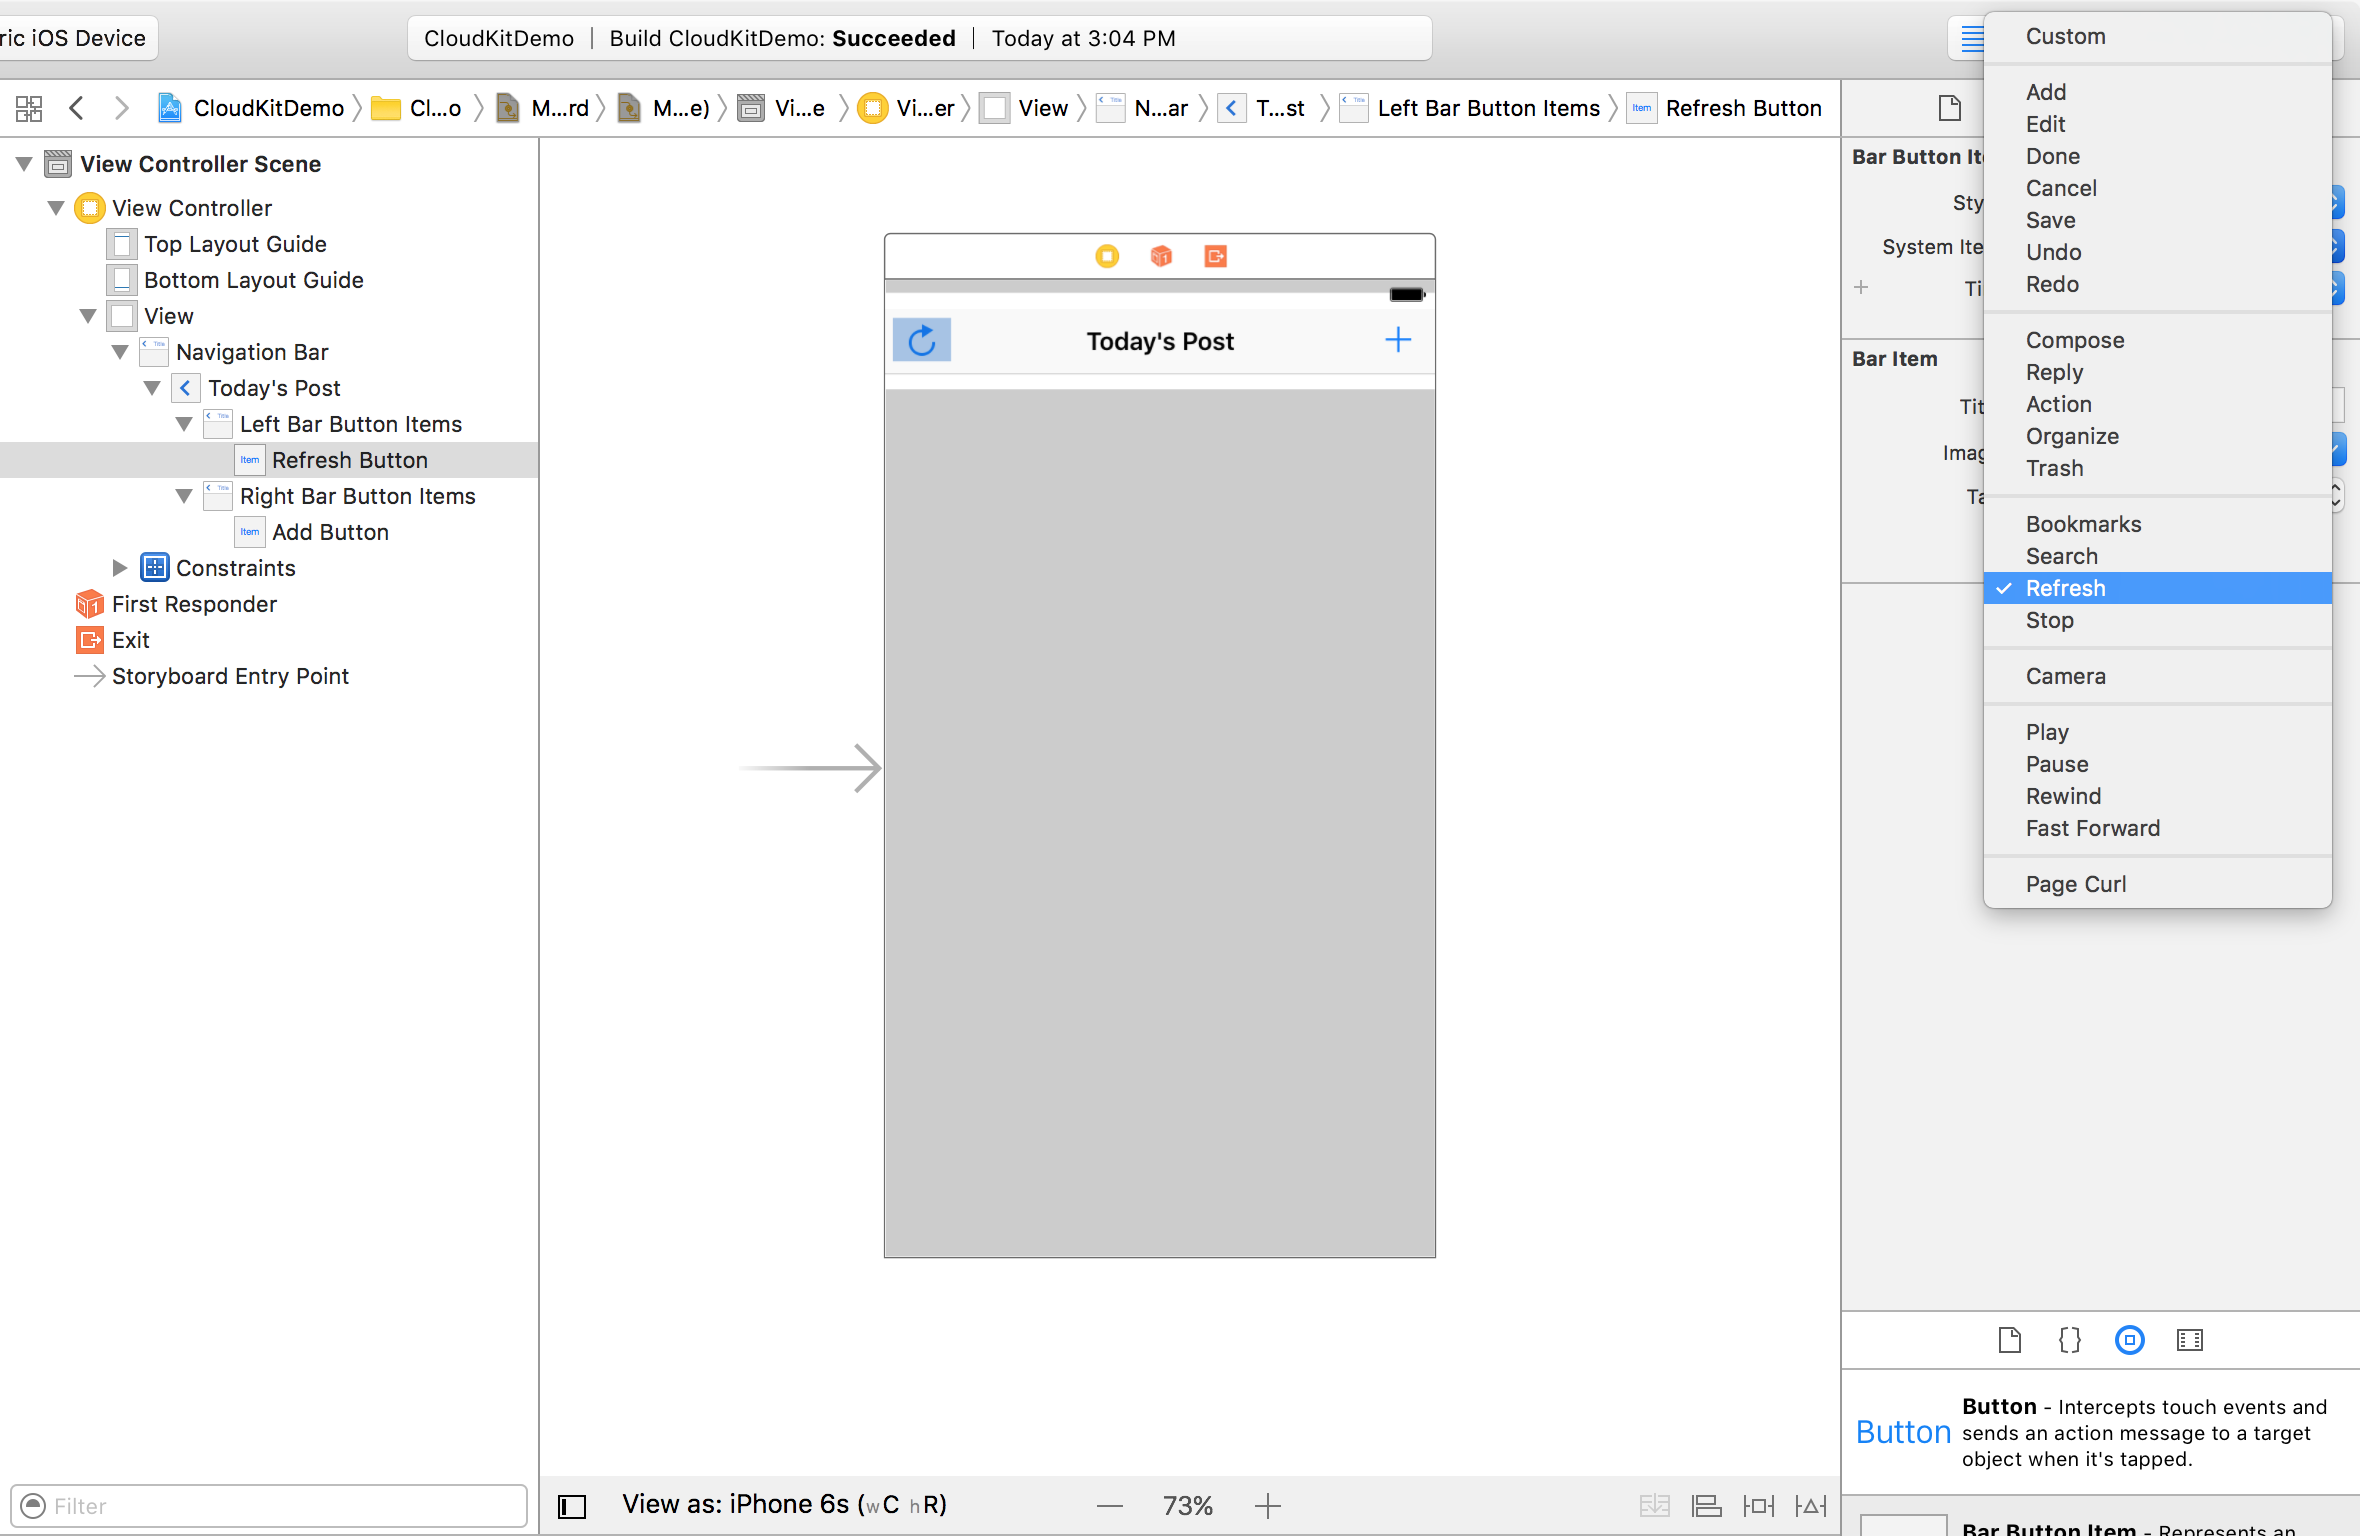 ric iOS Device
CloudKitDemo | Build CloudKitDemo: Succeeded | Today at 3:04 PM
CloudKitDemo Cl...o M...rd M...e) Vi...e Vi...er View N...ar T...st Left Bar Button Items Refresh Button
View Controller Scene
View Controller
Top Layout Guide
Bottom Layout Guide
View
Navigation Bar
Today's Post
Left Bar Button Items
Item Refresh Button
Right Bar Button Items
Item Add Button
Constraints
First Responder
Exit
Storyboard Entry Point
Filter
Today's Post
View as: iPhone 6s (wC hR)
73%
Bar Button It
Sty
System Ite
Ti
Bar Item
Tit
Imag
Ta
Custom
Add
Edit
Done
Cancel
Save
Undo
Redo
Compose
Reply
Action
Organize
Trash
Bookmarks
Search
Refresh
Stop
Camera
Play
Pause
Rewind
Fast Forward
Page Curl
{}
Button
Button - Intercepts touch events and
sends an action message to a target
object when it's tapped.
Bar Button Item - Represents an